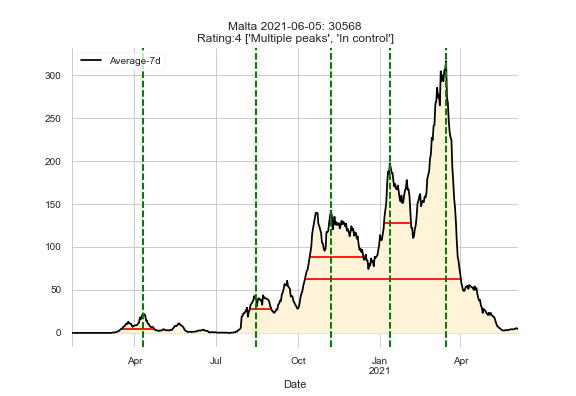 Malta 2021-06-05: 30568
Rating:4 ['Multiple peaks', 'In control']
Average-7d
300
250
200
150
100
50
0
Apr Jul Oct Jan Apr
2021
Date